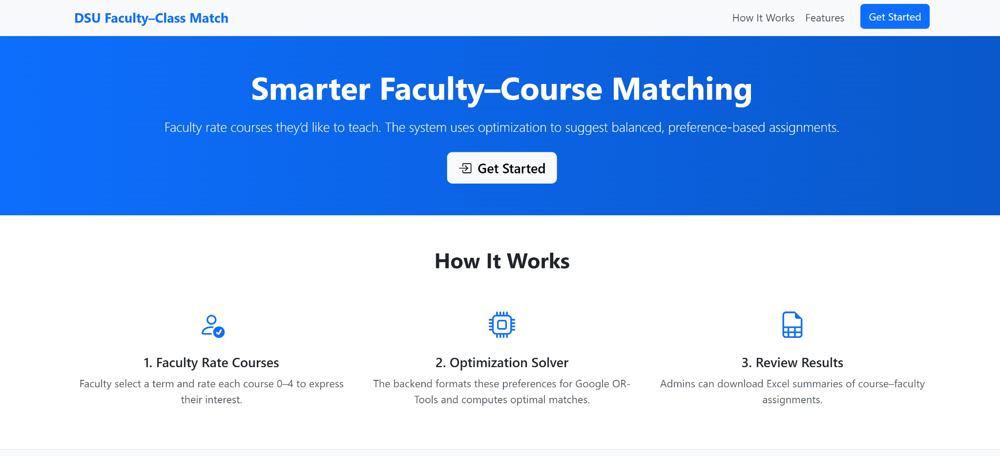 DSU Faculty–Class Match
How It Works
Features
Get Started
Smarter Faculty–Course Matching
Faculty rate courses they’d like to teach. The system uses optimization to suggest balanced, preference-based assignments.
Get Started
How It Works
1. Faculty Rate Courses
Faculty select a term and rate each course 0–4 to express
their interest.
2. Optimization Solver
The backend formats these preferences for Google OR-
Tools and computes optimal matches.
3. Review Results
Admins can download Excel summaries of course–faculty
assignments.